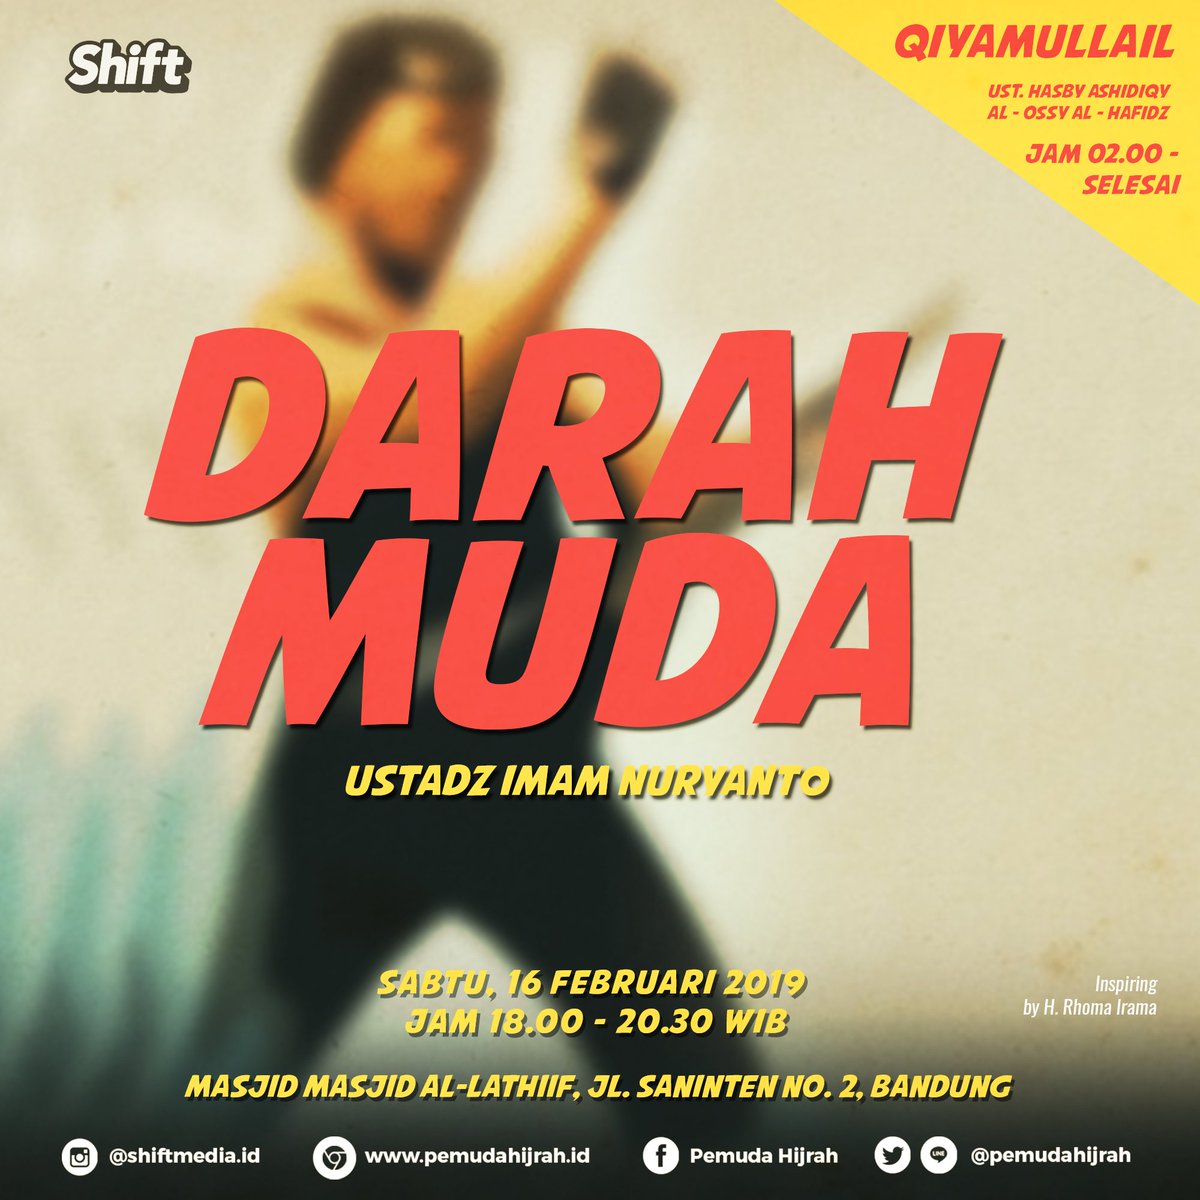 Shift
QIYAMULLAIL
UST. HASBY ASHIDIQY
AL - OSSY AL - HAFIDZ
JAM 02.00 -
SELESAI
DARAH
MUDA
USTADZ IMAM NURYANTO
SABTU, 16 FEBRUARI 2019
JAM 18.00 - 20.30 WIB
Inspiring
by H. Rhoma Irama
MASJID MASJID AL-LATHIIF, JL. SANINTEN NO. 2, BANDUNG
@shiftmedia.id www.pemudahijrah.id Pemuda Hijrah LINE @pemudahijrah